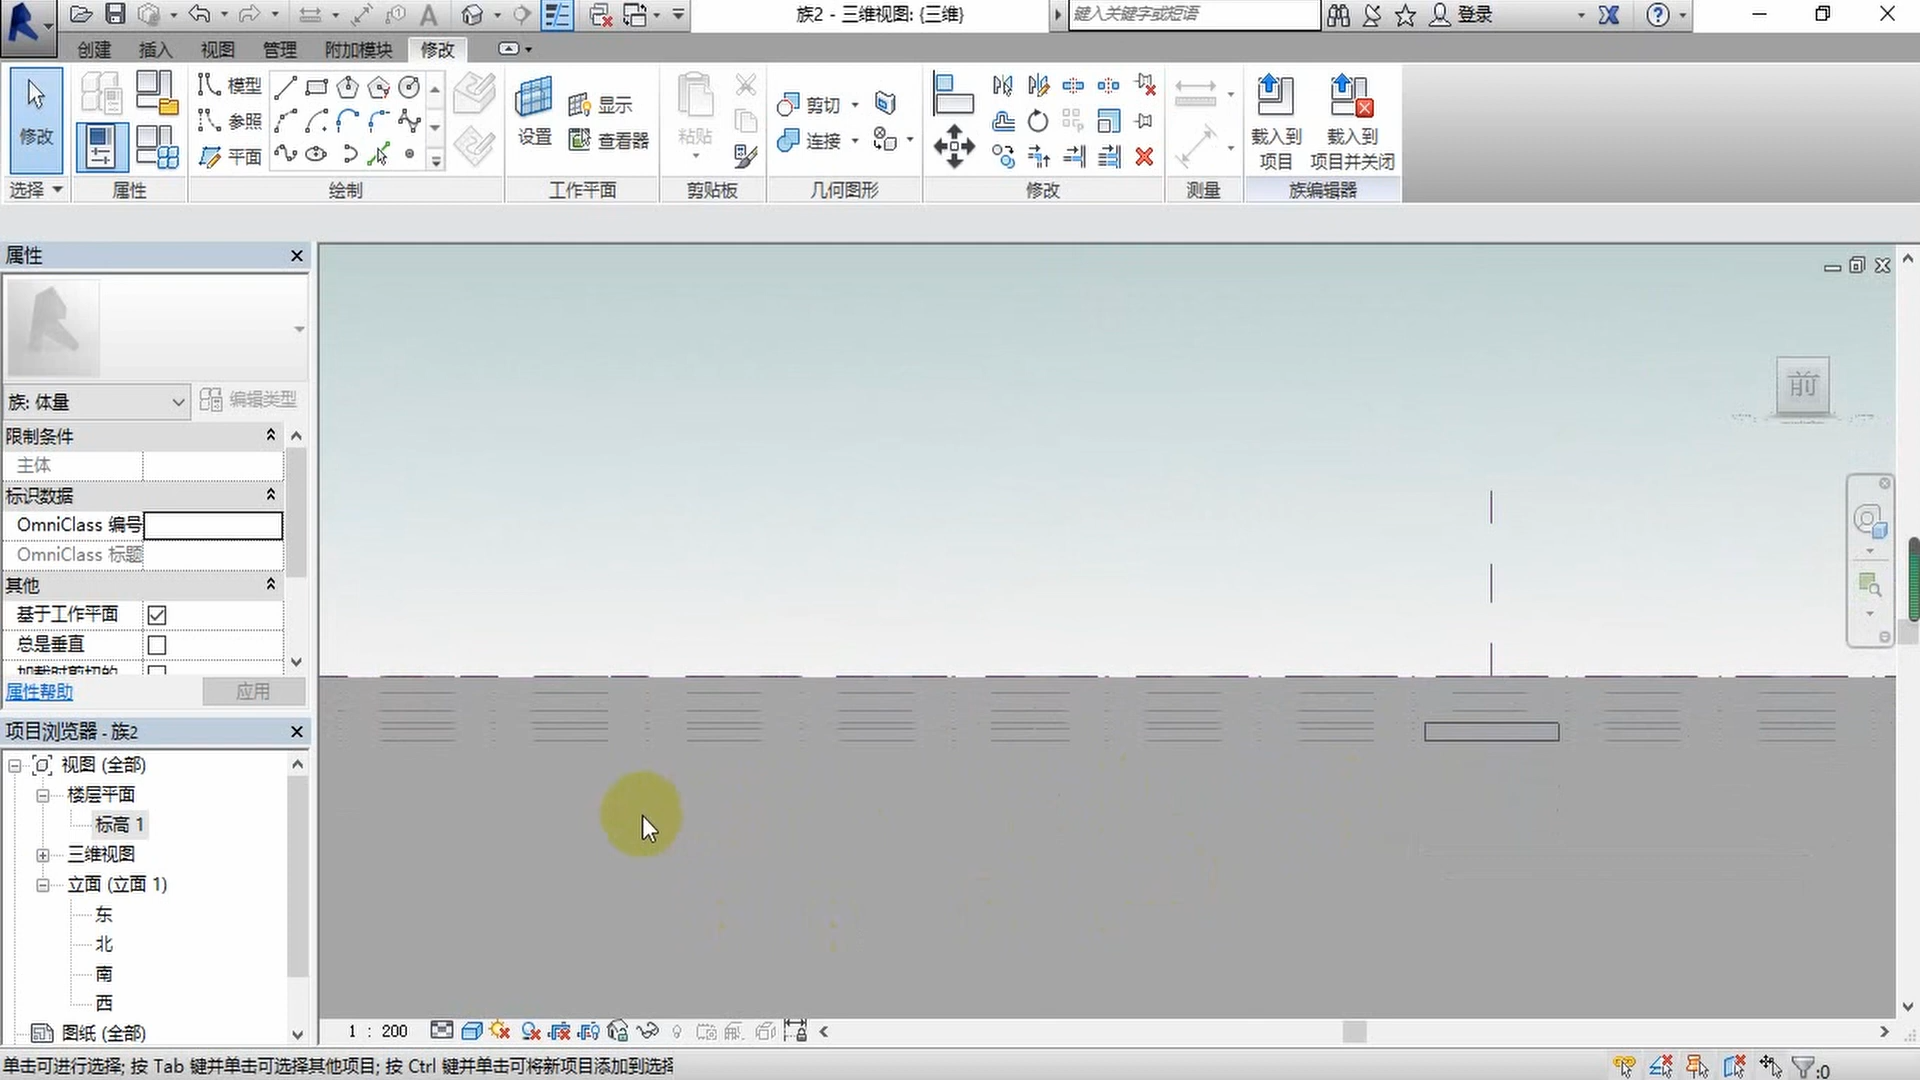 族2 - 三维视图: {三维}
键入关键字或短语
登录
创建 插入 视图 管理 附加模块 修改
修改
模型
参照
平面
设置
显示
查看器
粘贴
剪切
连接
载入到
项目
载入到
项目并关闭
选择 属性 绘制 工作平面 剪贴板 几何图形 修改 测量 族编辑器
属性
族: 体量
编辑类型
限制条件
主体
标识数据
OmniClass 编号
OmniClass 标题
其他
基于工作平面
总是垂直
加载时剪切的
属性帮助
应用
项目浏览器 - 族2
视图 (全部)
楼层平面
标高 1
三维视图
立面 (立面 1)
东
北
南
西
图纸 (全部)
前
1 : 200
单击可进行选择; 按 Tab 键并单击可选择其他项目; 按 Ctrl 键并单击可将新项目添加到选择
:0